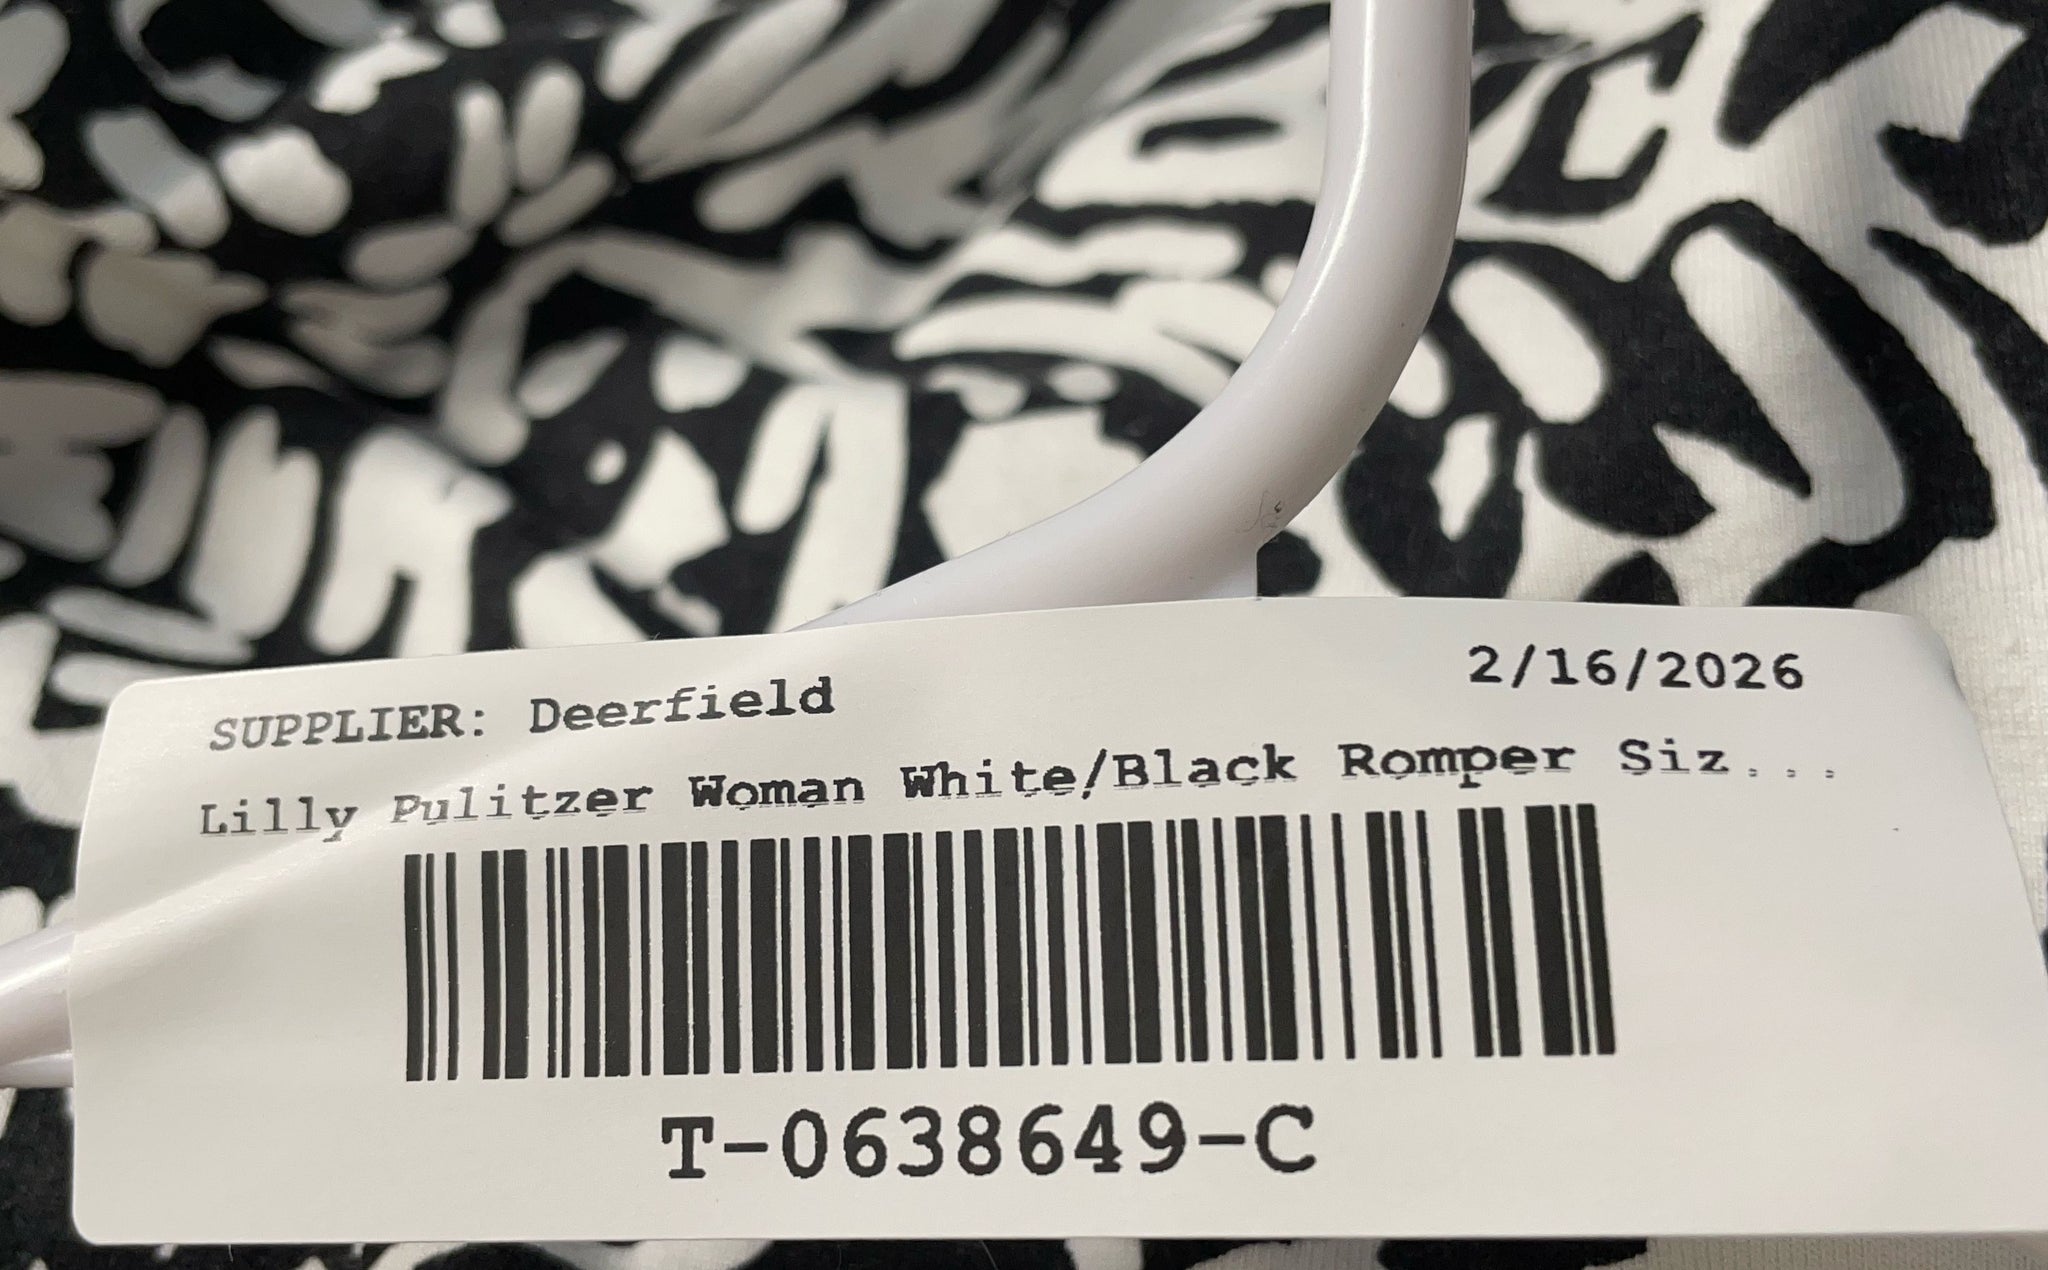 SUPPLIER: Deerfield 2/16/2026
Lilly Pulitzer Woman White/Black Romper Siz...
T-0638649-C